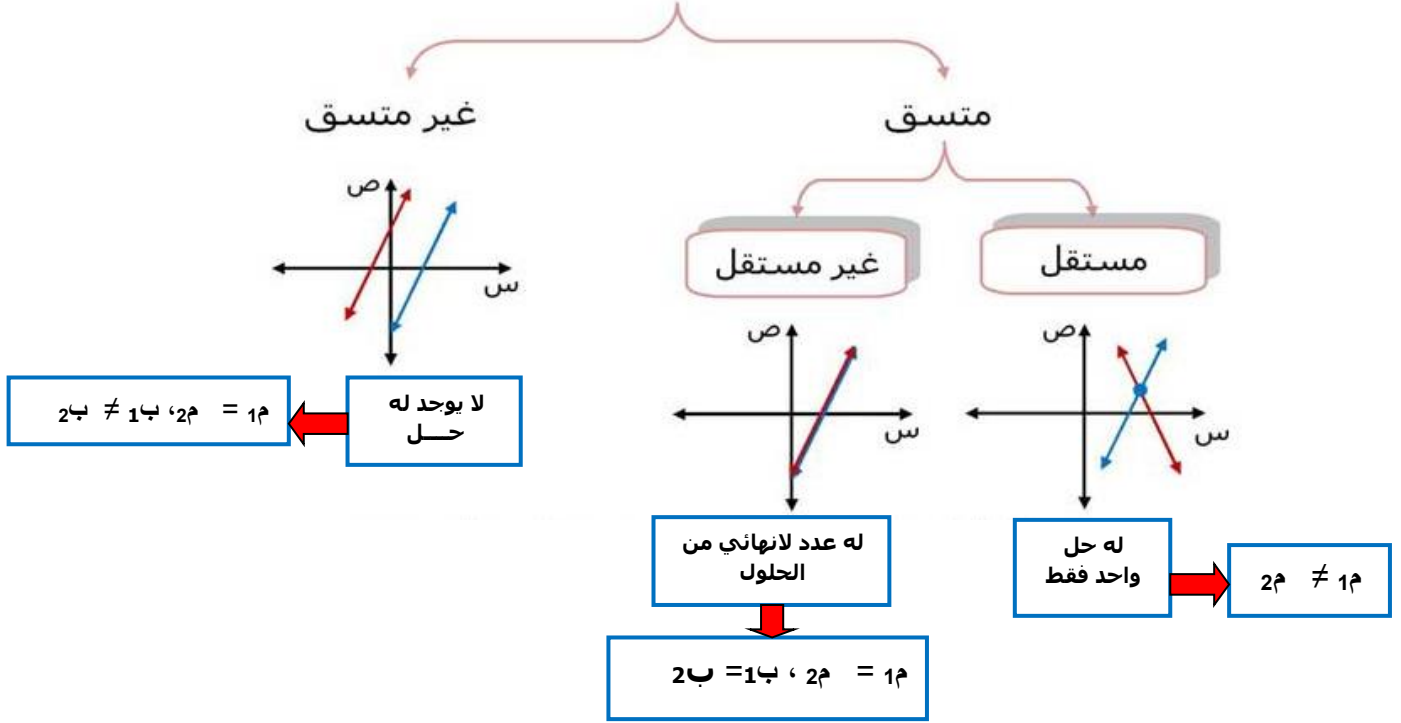 متسق
غير متسق
مستقل
غير مستقل
ص
س
ص
س
ص
س
لا يوجد له
حـــــل
م1 = م2، ب1 ≠ ب2
له حل
واحد فقط
م1 ≠ م2
له عدد لانهائي من
الحلول
م1 = م2 ، ب1= ب2